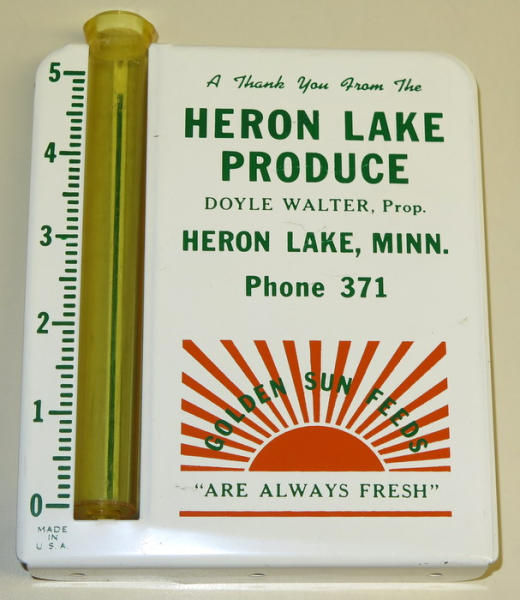 A Thank You From The
HERON LAKE
PRODUCE
DOYLE WALTER, Prop.
HERON LAKE, MINN.
Phone 371
GOLDEN SUN FEEDS
"ARE ALWAYS FRESH"
5
4
3
2
1
0
MADE
IN
U.S.A.